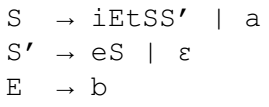 S → iEtSS' | a
S' → eS | ε
E → b